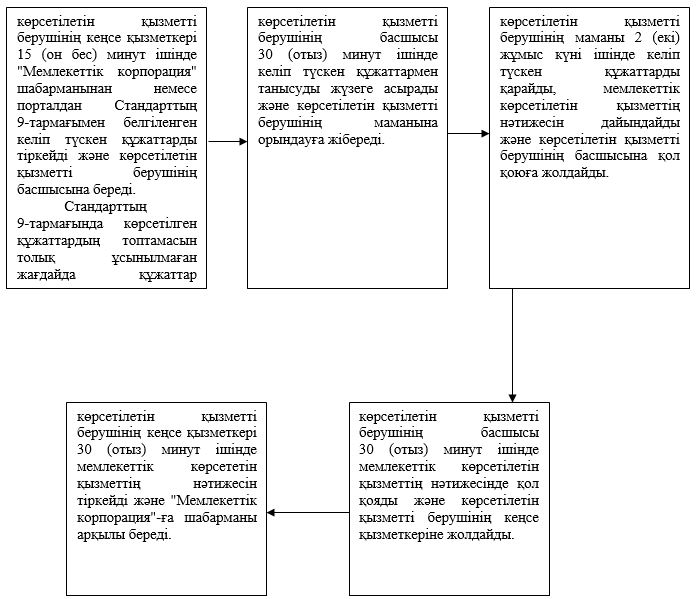 көрсетілетін қызметті
берушінің кеңсе қызметкері
15 (он бес) минут ішінде
"Мемлекеттік корпорация"
шабарманынан немесе
порталдан Стандарттың
9-тармағымен белгіленген
келіп түскен құжаттарды
тіркейді және көрсетілетін
қызметті берушінің
басшысына береді.
Стандарттың
9-тармағында көрсетілген
құжаттардың топтамасын
толық ұсынылмаған
жағдайда құжаттар
көрсетілетін қызметті
берушінің басшысы
30 (отыз) минут ішінде
келіп түскен құжаттармен
танысуды жүзеге асырады
және көрсетілетін қызметті
берушінің маманына
орындауға жібереді.
көрсетілетін қызметті
берушінің маманы 2 (екі)
жұмыс күні ішінде келіп
түскен құжаттарды
қарайды, мемлекеттік
көрсетілетін қызметтің
нәтижесін дайындайды
және көрсетілетін қызметті
берушінің басшысына қол
қоюға жолдайды.
көрсетілетін қызметті
берушінің басшысы
30 (отыз) минут ішінде
мемлекеттік көрсетілетін
қызметтің нәтижесінде қол
қояды және көрсетілетін
қызметті берушінің кеңсе
қызметкеріне жолдайды.
көрсетілетін қызметті
берушінің кеңсе қызметкері
30 (отыз) минут ішінде
мемлекеттік көрсететін
қызметтің нәтижесін
тіркейді және "Мемлекеттік
корпорация"-ға шабарманы
арқылы береді.